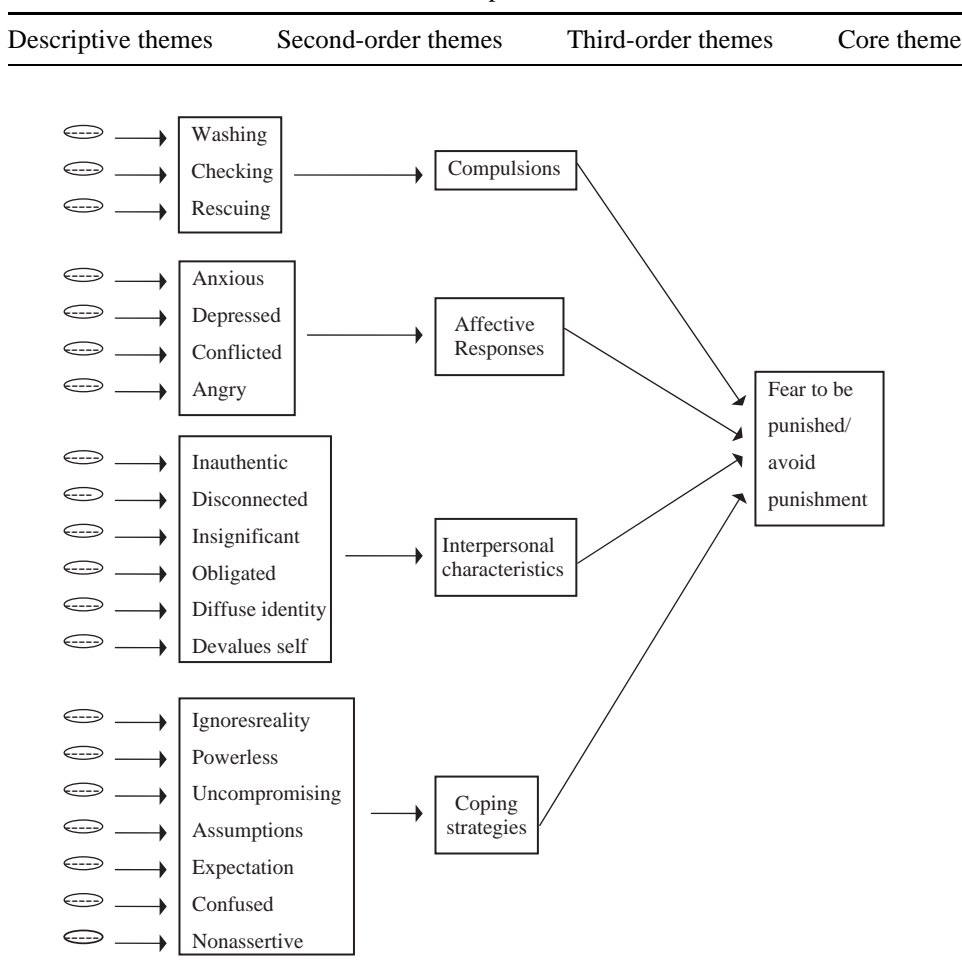 Descriptive themes Second-order themes Third-order themes Core theme
Washing
Checking
Rescuing
Compulsions
Anxious
Depressed
Conflicted
Angry
Affective
Responses
Inauthentic
Disconnected
Insignificant
Obligated
Diffuse identity
Devalues self
Interpersonal
characteristics
Ignoresreality
Powerless
Uncompromising
Assumptions
Expectation
Confused
Nonassertive
Coping
strategies
Fear to be
punished/
avoid
punishment